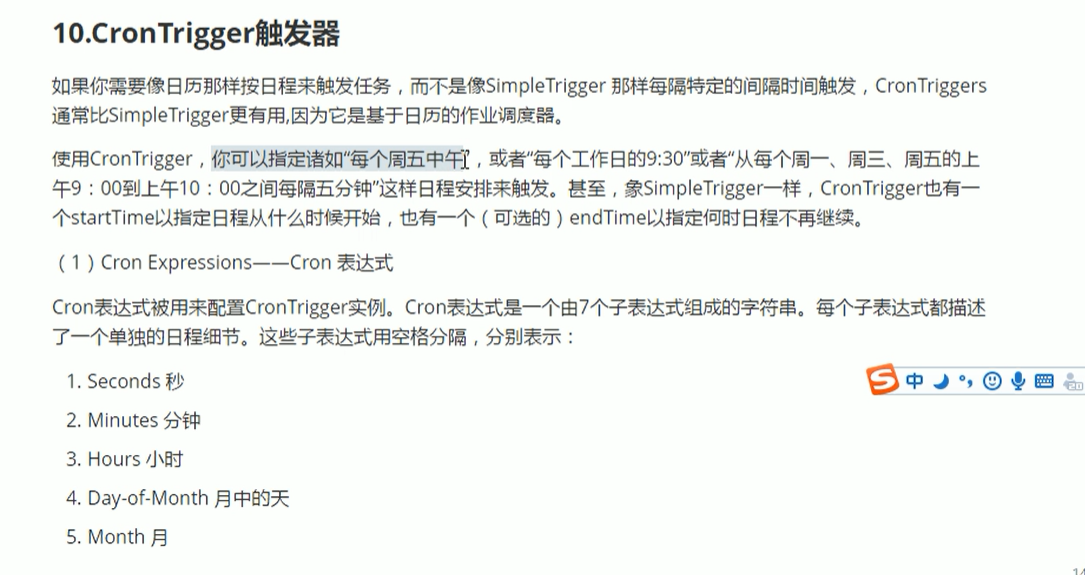 10.CronTrigger触发器
如果你需要像日历那样按日程来触发任务，而不是像SimpleTrigger 那样每隔特定的间隔时间触发，CronTriggers
通常比SimpleTrigger更有用,因为它是基于日历的作业调度器。
使用CronTrigger，你可以指定诸如“每个周五中午”，或者“每个工作日的9:30”或者“从每个周一、周三、周五的上
午9：00到上午10：00之间每隔五分钟”这样日程安排来触发。甚至，象SimpleTrigger一样，CronTrigger也有一
个startTime以指定日程从什么时候开始，也有一个（可选的）endTime以指定何时日程不再继续。
（1）Cron Expressions——Cron 表达式
Cron表达式被用来配置CronTrigger实例。Cron表达式是一个由7个子表达式组成的字符串。每个子表达式都描述
了一个单独的日程细节。这些子表达式用空格分隔，分别表示：
1. Seconds 秒
中
2. Minutes 分钟
3. Hours 小时
4. Day-of-Month 月中的天
5. Month 月